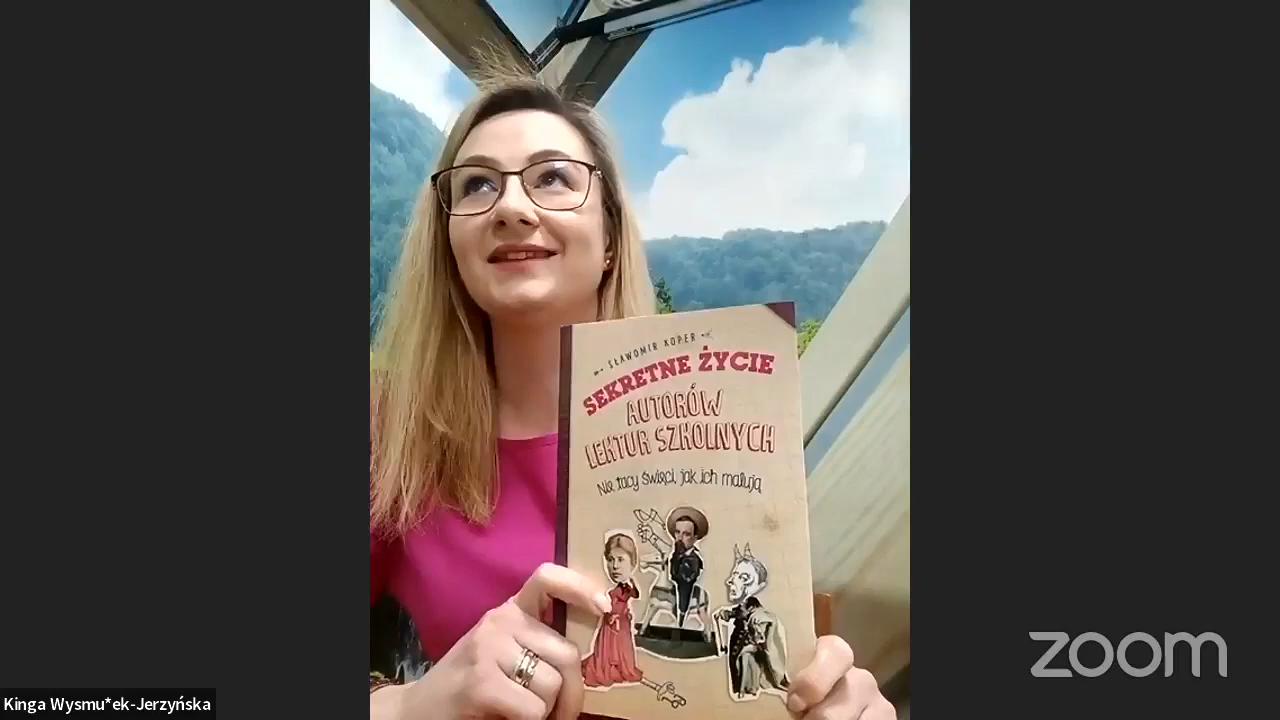 SŁAWOMIR KOPER
SEKRETNE ŻYCIE
AUTORÓW
LEKTUR SZKOLNYCH
Nie tacy święci, jak ich malują
zoom
Kinga Wysmu*ek-Jerzyńska